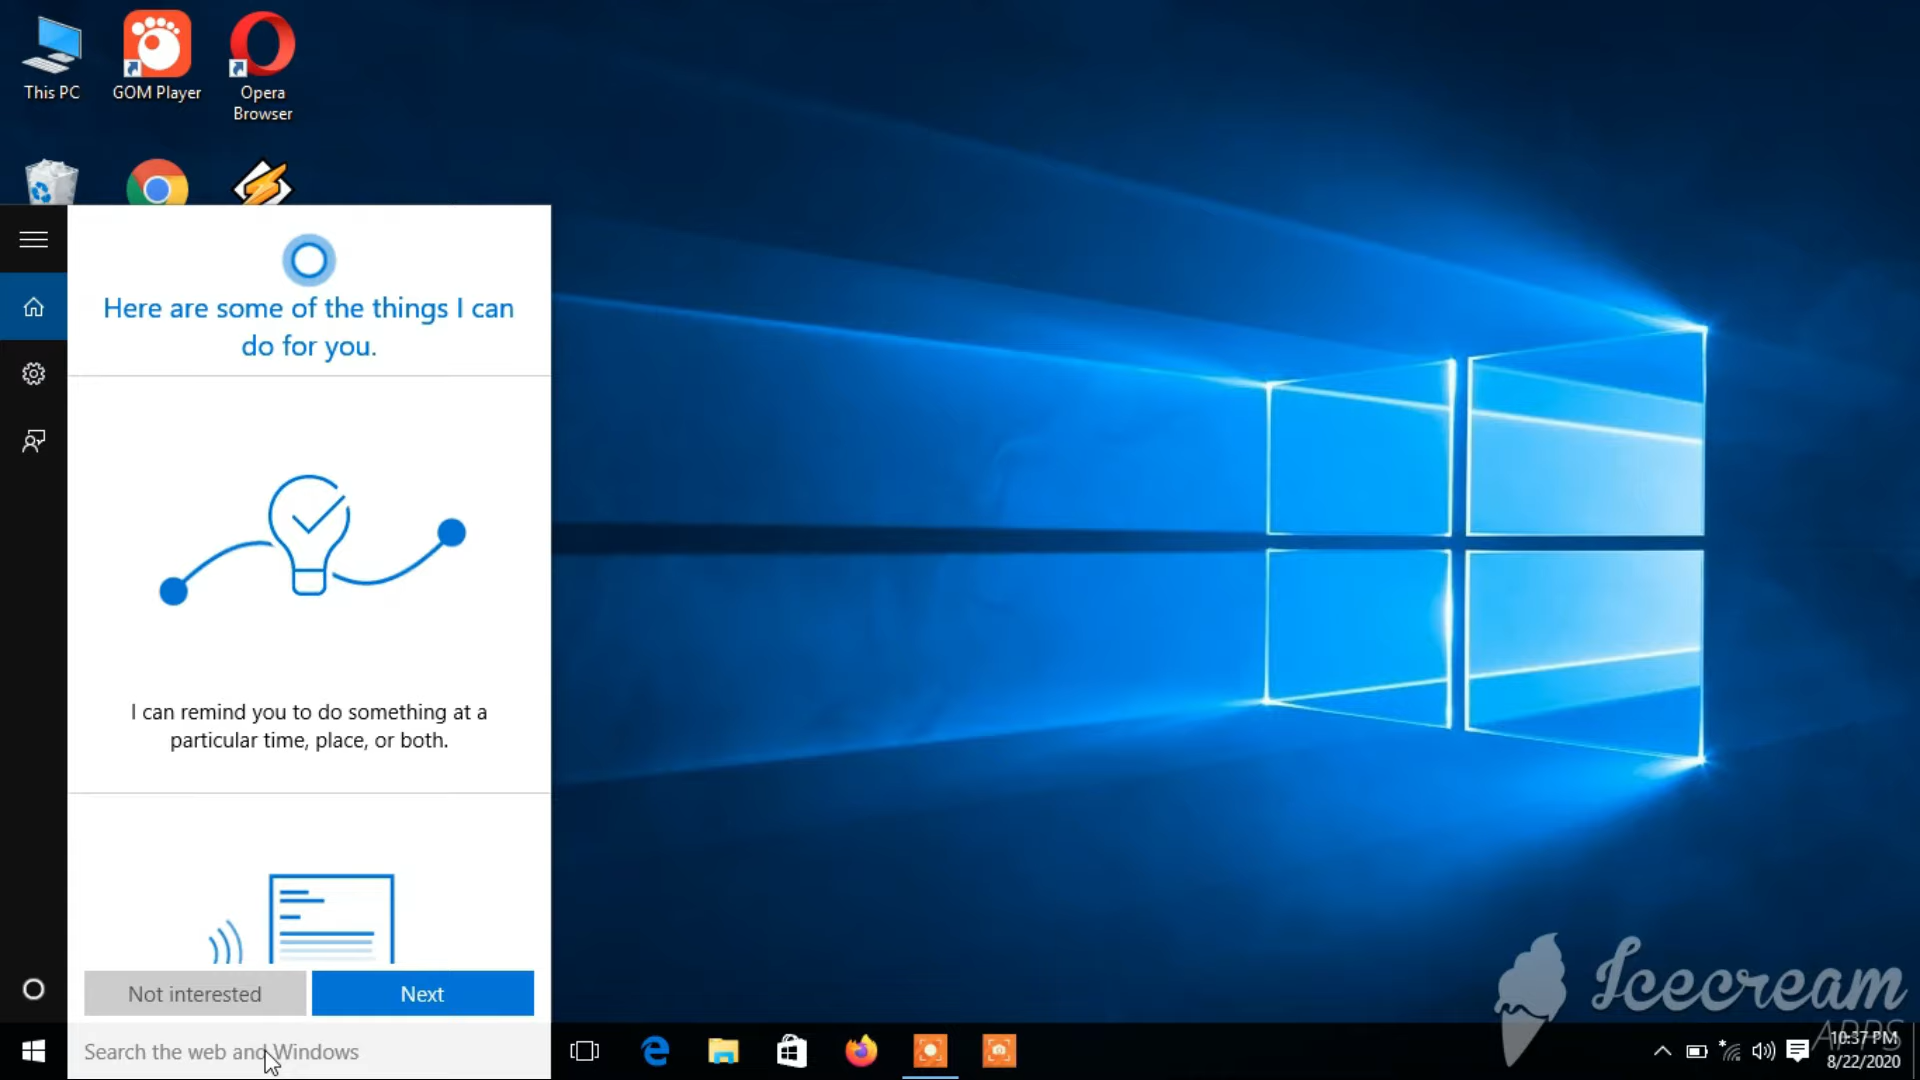 This PC
GOM Player
Opera
Browser
Here are some of the things I can
do for you.
I can remind you to do something at a
particular time, place, or both.
Not interested
Next
Search the web and Windows
Icecream
APPS
10:37 PM
8/22/2020